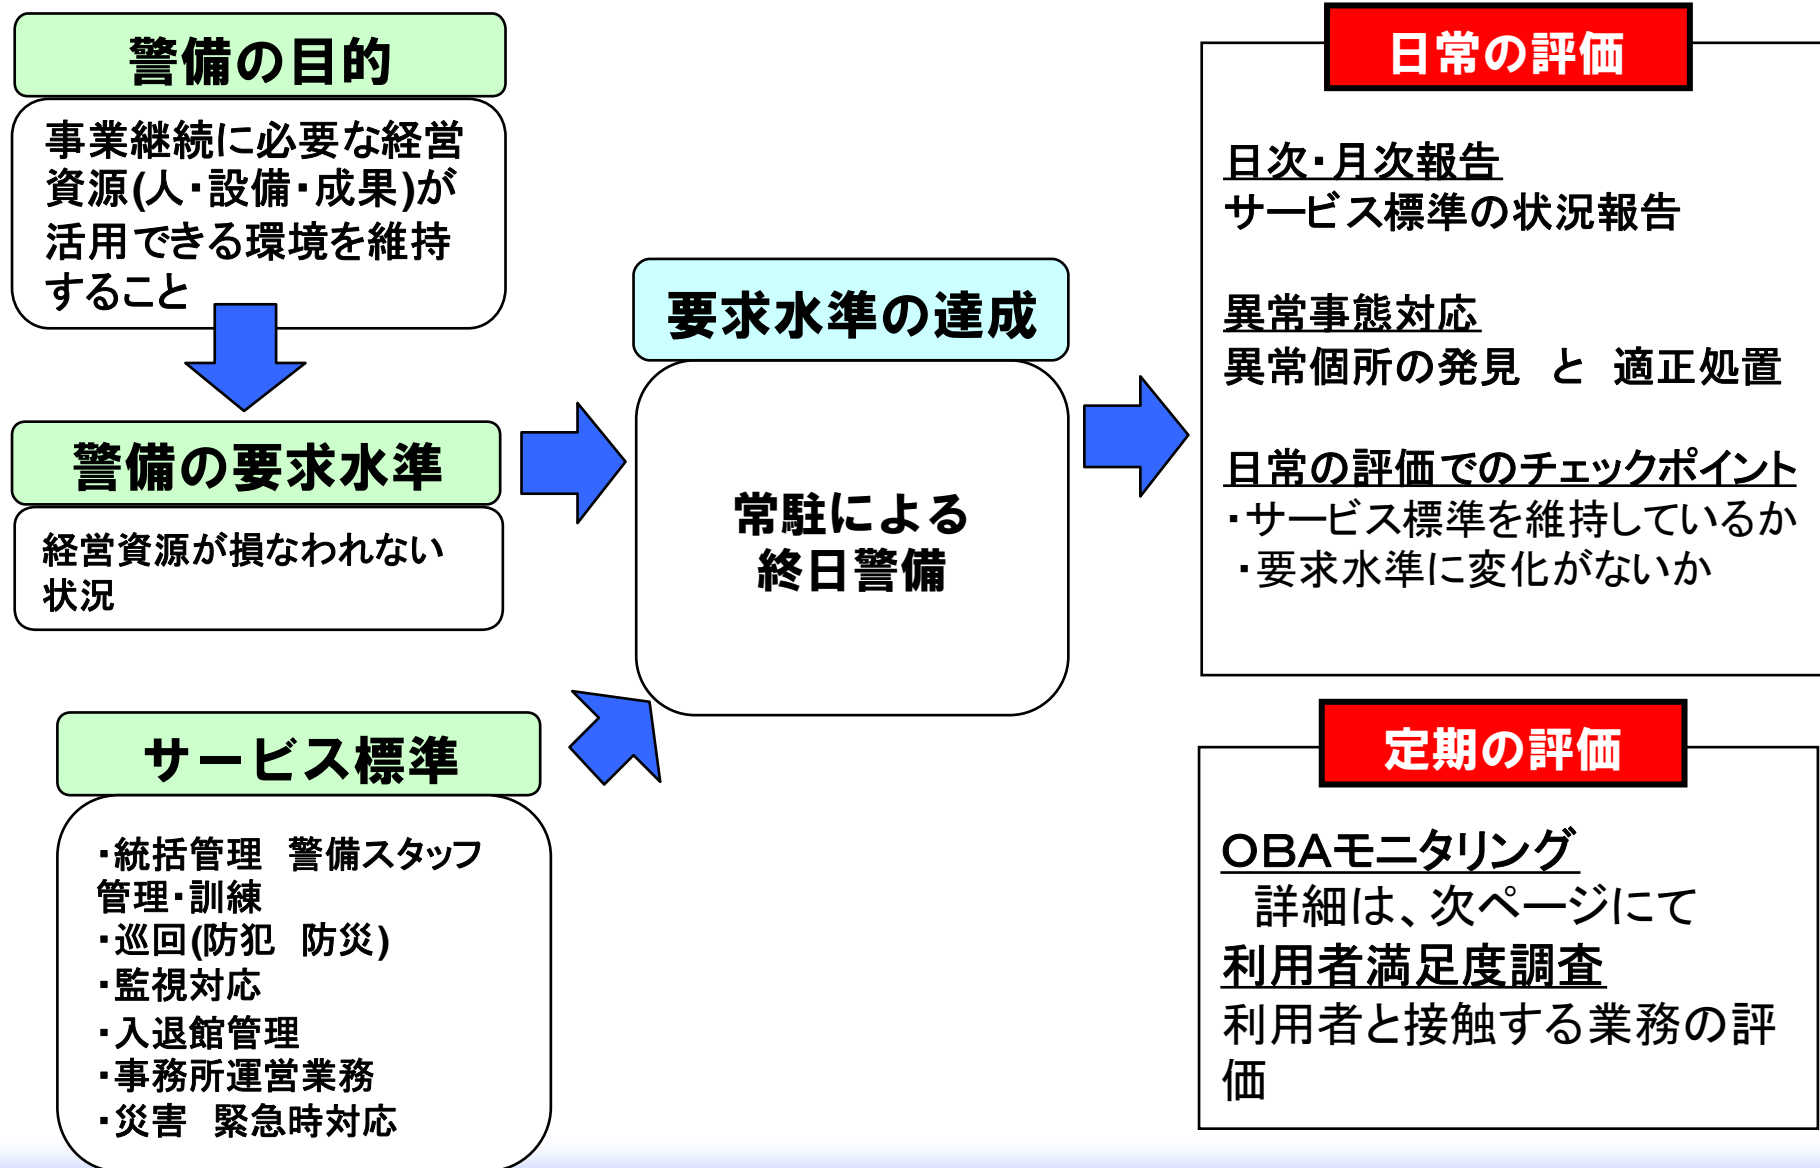 警備の目的
事業継続に必要な経営
資源(人・設備・成果)が
活用できる環境を維持
すること
警備の要求水準
経営資源が損なわれない
状況
サービス標準
・統括管理　警備スタッフ
管理・訓練
・巡回(防犯　防災)
・監視対応
・入退館管理
・事務所運営業務
・災害　緊急時対応
要求水準の達成
常駐による
終日警備
日常の評価
日次・月次報告
サービス標準の状況報告
異常事態対応
異常個所の発見　と　適正処置
日常の評価でのチェックポイント
・サービス標準を維持しているか
・要求水準に変化がないか
定期の評価
ＯＢＡモニタリング
詳細は、次ページにて
利用者満足度調査
利用者と接触する業務の評
価